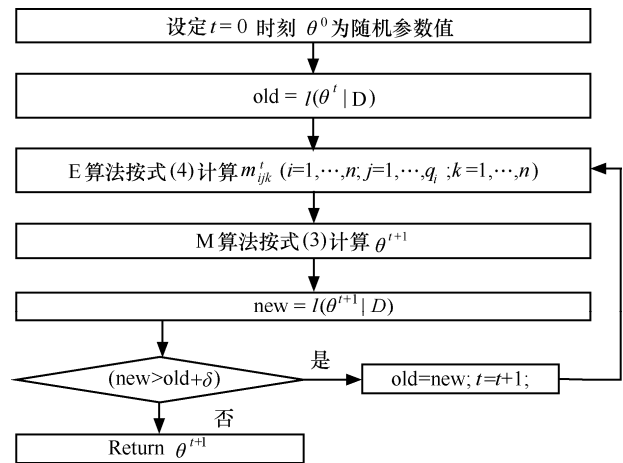 设定 t = 0 时刻 θ⁰为随机参数值
old = l(θᵗ | D)
E 算法按式(4)计算 mᵗᵢⱼₖ (i=1,⋯,n; j=1,⋯,qᵢ ;k=1,⋯,n)
M 算法按式(3)计算 θᵗ⁺¹
new = l(θᵗ⁺¹ | D)
(new>old+δ)
是
old=new; t=t+1;
否
Return θᵗ⁺¹